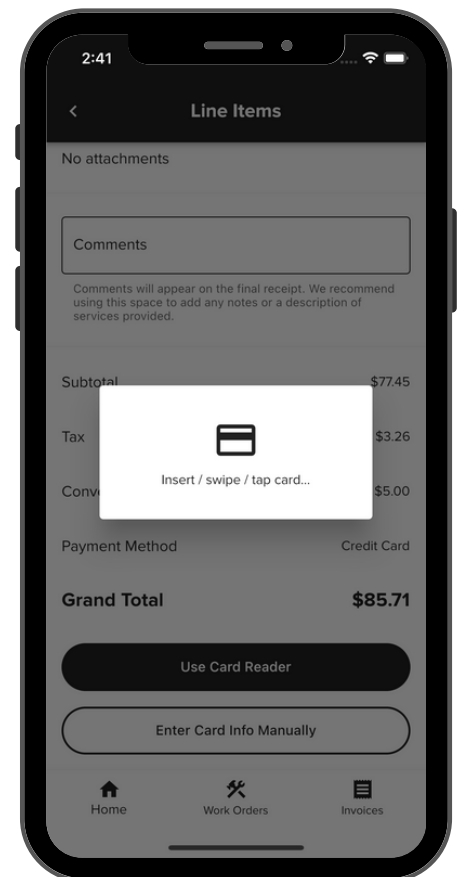 2:41
Line Items
No attachments
Comments
Comments will appear on the final receipt. We recommend
using this space to add any notes or a description of
services provided.
Subtotal $77.45
Tax $3.26
Insert / swipe / tap card...
Conv $5.00
Payment Method Credit Card
Grand Total $85.71
Use Card Reader
Enter Card Info Manually
Home Work Orders Invoices